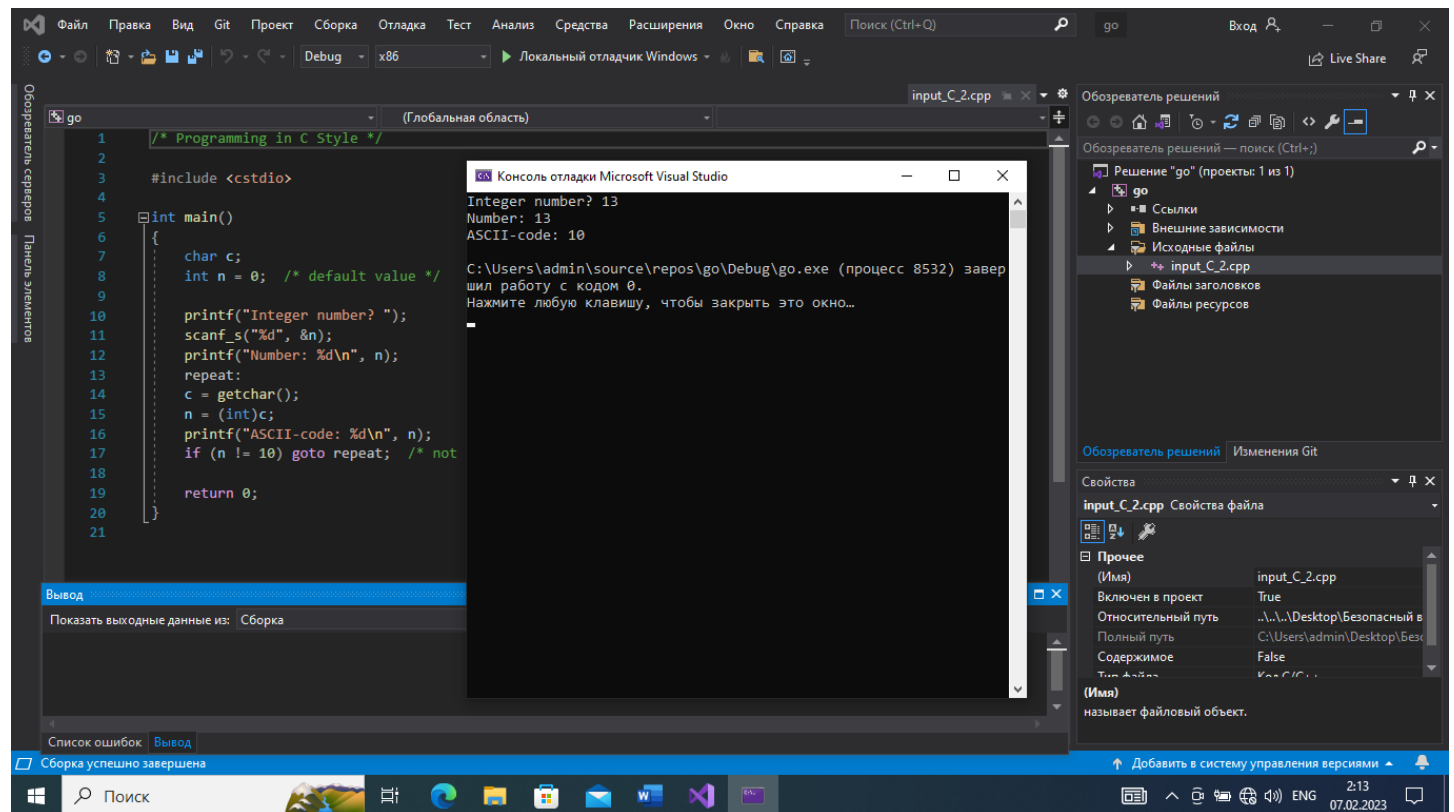 Файл Правка Вид Git Проект Сборка Отладка Тест Анализ Средства Расширения Окно Справка Поиск (Ctrl+Q) go Вход
Debug x86 Локальный отладчик Windows Live Share
Обозреватель серверов
Панель элементов
input_C_2.cpp
go (Глобальная область)
1 /* Programming in C Style */
2
3 #include <cstdio>
4
5 int main()
6 {
7 char c;
8 int n = 0; /* default value */
9
10 printf("Integer number? ");
11 scanf_s("%d", &n);
12 printf("Number: %d\n", n);
13 repeat:
14 c = getchar();
15 n = (int)c;
16 printf("ASCII-code: %d\n", n);
17 if (n != 10) goto repeat; /* not
18
19 return 0;
20 }
21
Консоль отладки Microsoft Visual Studio
Integer number? 13
Number: 13
ASCII-code: 10
C:\Users\admin\source\repos\go\Debug\go.exe (процесс 8532) завер
шил работу с кодом 0.
Нажмите любую клавишу, чтобы закрыть это окно…
Вывод
Показать выходные данные из: Сборка
Список ошибок Вывод
Обозреватель решений
Обозреватель решений — поиск (Ctrl+;)
Решение "go" (проекты: 1 из 1)
go
Ссылки
Внешние зависимости
Исходные файлы
input_C_2.cpp
Файлы заголовков
Файлы ресурсов
Обозреватель решений Изменения Git
Свойства
input_C_2.cpp Свойства файла
Прочее
(Имя) input_C_2.cpp
Включен в проект True
Относительный путь ..\..\..\Desktop\Безопасный в
Полный путь C:\Users\admin\Desktop\Безо
Содержимое False
(Имя)
называет файловый объект.
Сборка успешно завершена Добавить в систему управления версиями
Поиск ENG 2:13
07.02.2023